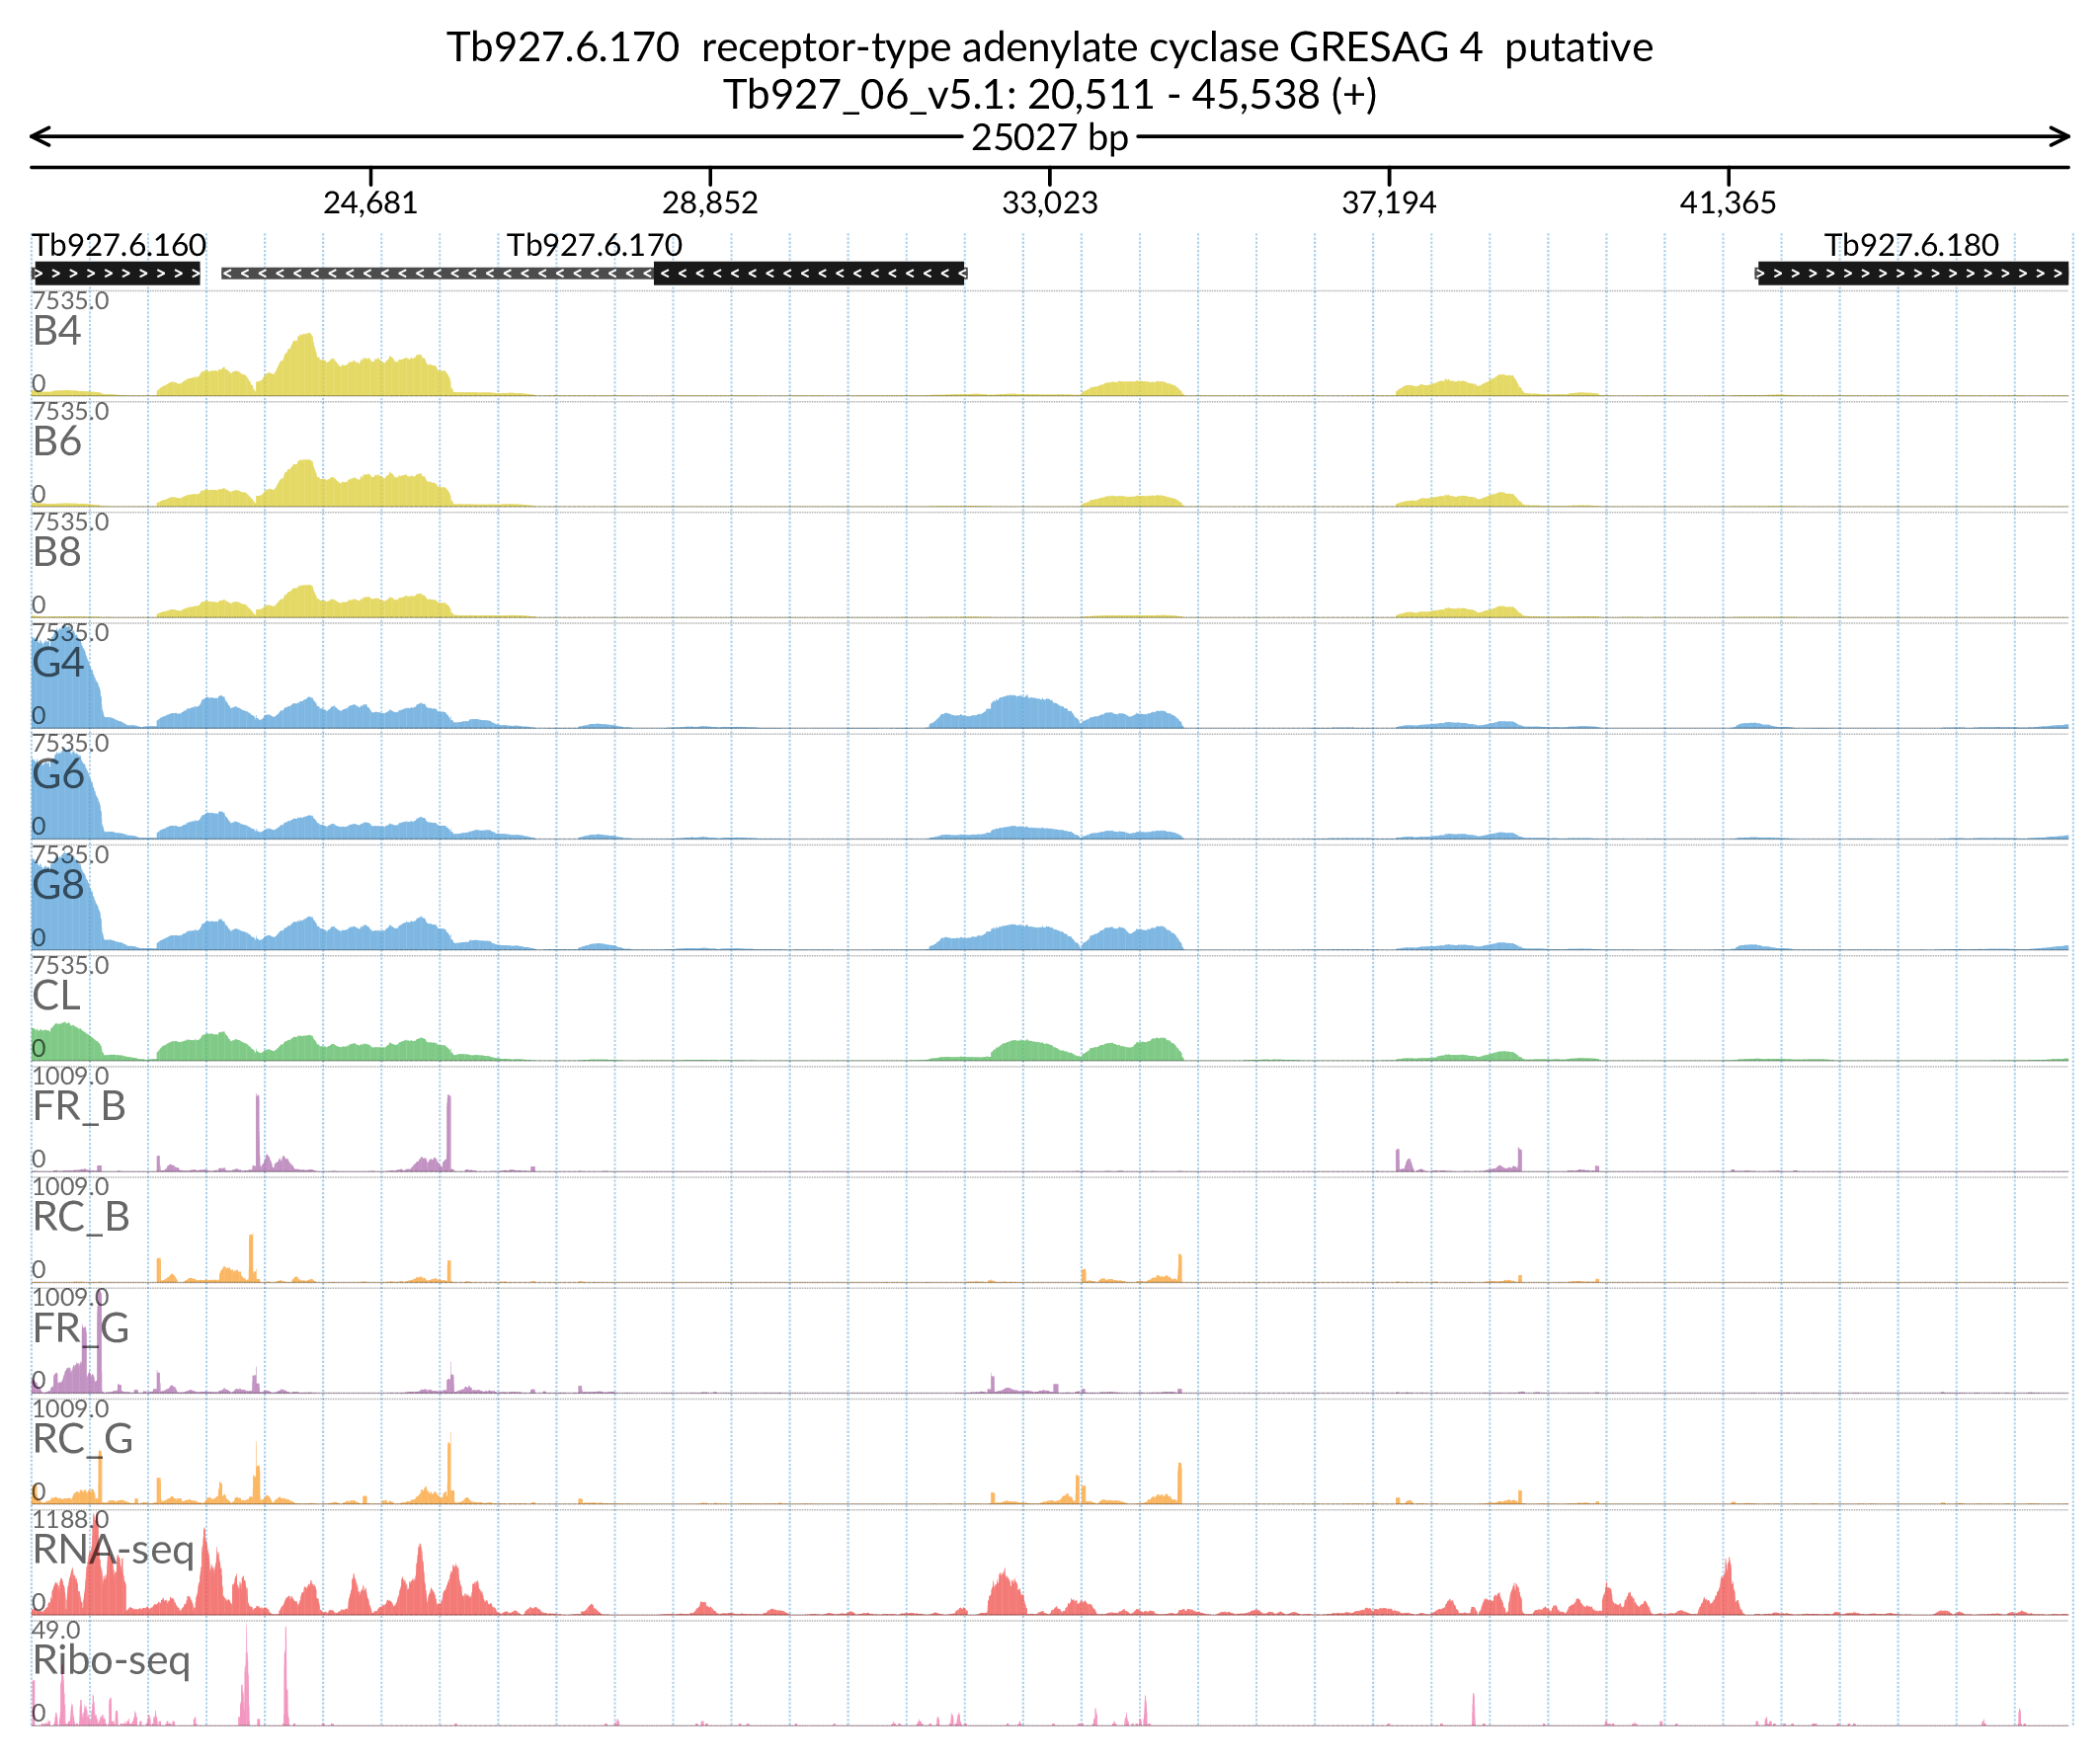 Tb927.6.170  receptor-type adenylate cyclase GRESAG 4  putative
Tb927_06_v5.1: 20,511 - 45,538 (+)
25027 bp
24,681 28,852 33,023 37,194 41,365
Tb927.6.160 Tb927.6.170 Tb927.6.180
7535.0
B4
0
7535.0
B6
0
7535.0
B8
0
7535.0
G4
0
7535.0
G6
0
7535.0
G8
0
7535.0
CL
0
1009.0
FR_B
0
1009.0
RC_B
0
1009.0
FR_G
0
1009.0
RC_G
0
1188.0
RNA-seq
0
49.0
Ribo-seq
0